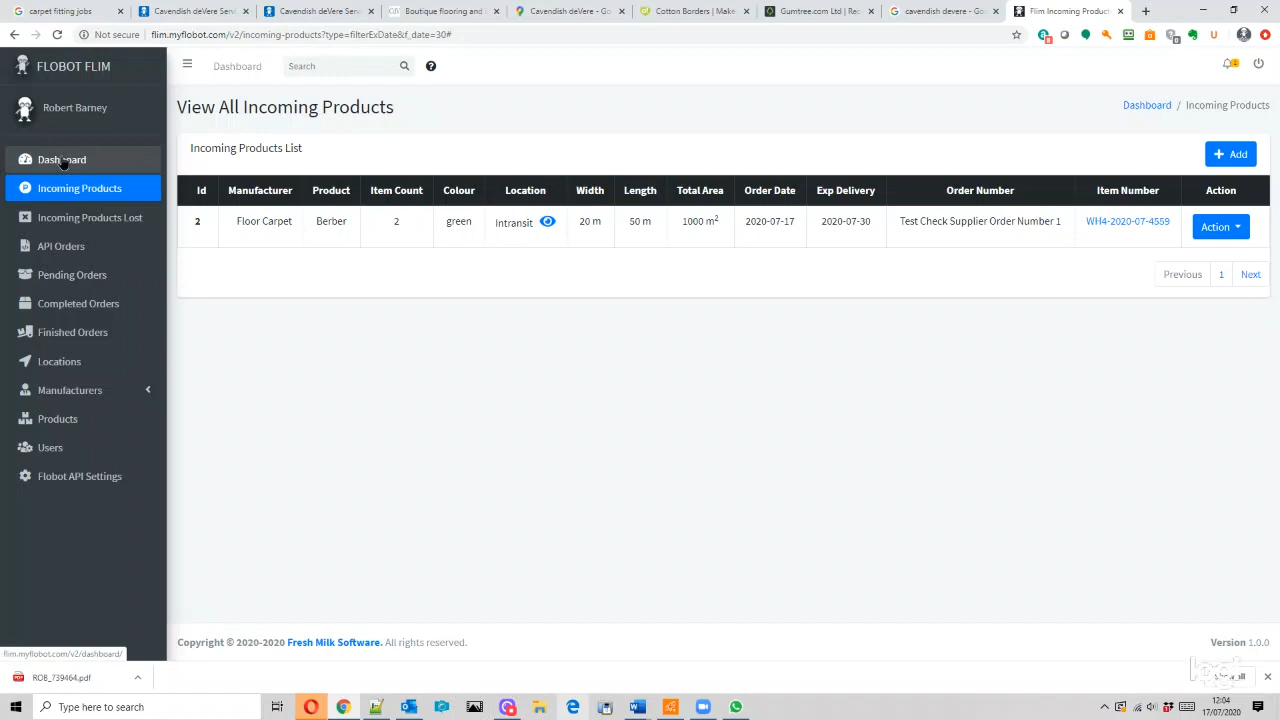 carpet fitting jobs
Cavendish deVere Servi
Cavendish deVere Servic
Boutique flooring and
Cavendish deVere - Go
Cotton Borders | Make
Gumtree.com Ltd | Rec
cavendish devere - Go
Flim Incoming Product
Not secure | flim.myflobot.com/v2/incoming-products?type=filterExDate&f_date=30#
FLOBOT FLIM
Dashboard
Search
Robert Barney
View All Incoming Products
Dashboard / Incoming Products
Dashboard
Incoming Products
Incoming Products Lost
API Orders
Pending Orders
Completed Orders
Finished Orders
Locations
Manufacturers
Products
Users
Flobot API Settings
Incoming Products List
+ Add
Id Manufacturer Product Item Count Colour Location Width Length Total Area Order Date Exp Delivery Order Number Item Number Action
2 Floor Carpet Berber 2 green Intransit 20 m 50 m 1000 m² 2020-07-17 2020-07-30 Test Check Supplier Order Number 1 WH4-2020-07-4559 Action
Previous 1 Next
Copyright © 2020-2020 Fresh Milk Software. All rights reserved.
Version 1.0.0
flim.myflobot.com/v2/dashboard/
ROB_739464.pdf
Type here to search
12:04
17/07/2020